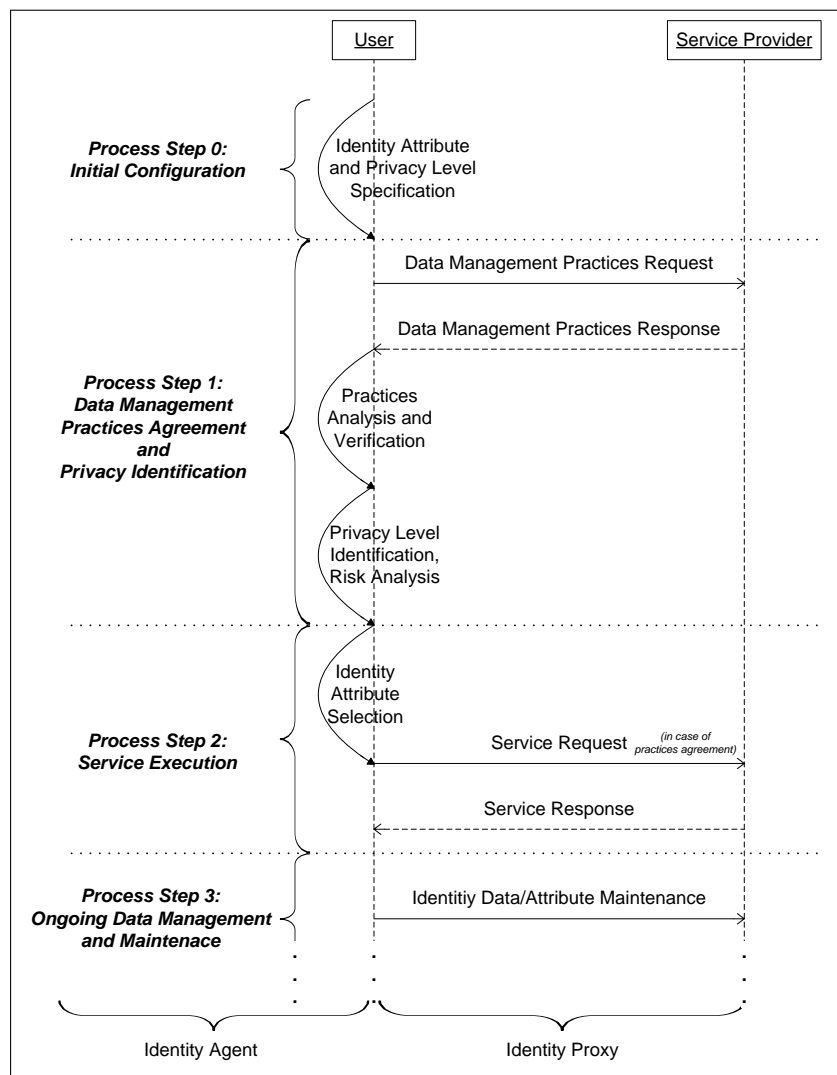 User
Service Provider
Process Step 0:
Initial Configuration
Identity Attribute
and Privacy Level
Specification
Data Management Practices Request
Data Management Practices Response
Process Step 1:
Data Management
Practices Agreement
and
Privacy Identification
Practices
Analysis and
Verification
Privacy Level
Identification,
Risk Analysis
Identity
Attribute
Selection
Process Step 2:
Service Execution
Service Request
(in case of
practices agreement)
Service Response
Process Step 3:
Ongoing Data Management
and Maintenace
Identitiy Data/Attribute Maintenance
Identity Agent
Identity Proxy